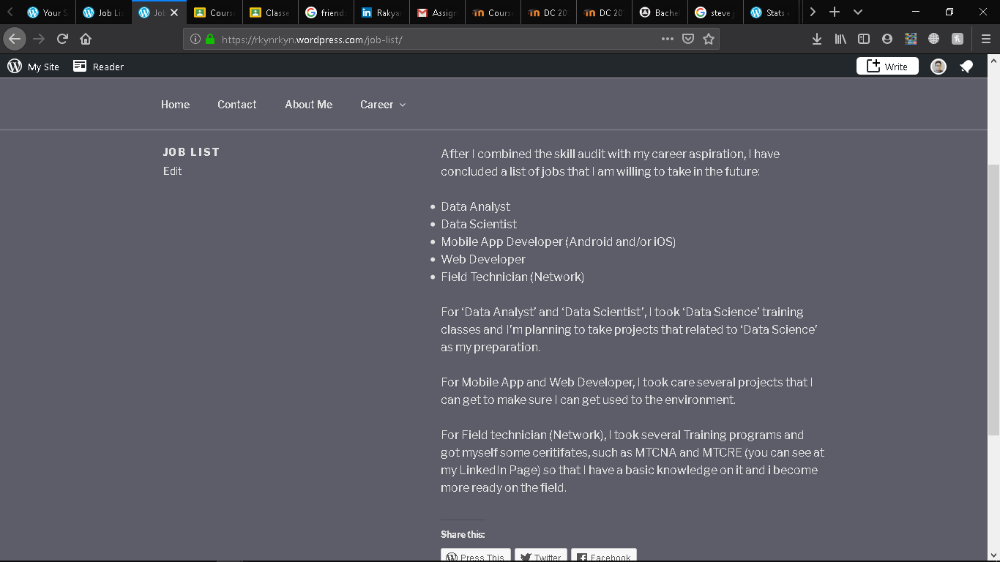 Your S
Job Lis
Job
Course
Classe
friend
Rakyan
Assign
Course
DC 20
DC 20
Bachel
steve j
Stats
https://rkynrkyn.wordpress.com/job-list/
My Site
Reader
Write
Home
Contact
About Me
Career
JOB LIST
Edit
After I combined the skill audit with my career aspiration, I have
concluded a list of jobs that I am willing to take in the future:
Data Analyst
Data Scientist
Mobile App Developer (Android and/or iOS)
Web Developer
Field Technician (Network)
For ‘Data Analyst’ and ‘Data Scientist’, I took ‘Data Science’ training
classes and I’m planning to take projects that related to ‘Data Science’
as my preparation.
For Mobile App and Web Developer, I took care several projects that I
can get to make sure I can get used to the environment.
For Field technician (Network), I took several Training programs and
got myself some ceritifates, such as MTCNA and MTCRE (you can see at
my LinkedIn Page) so that I have a basic knowledge on it and i become
more ready on the field.
Share this:
Press This
Twitter
Facebook